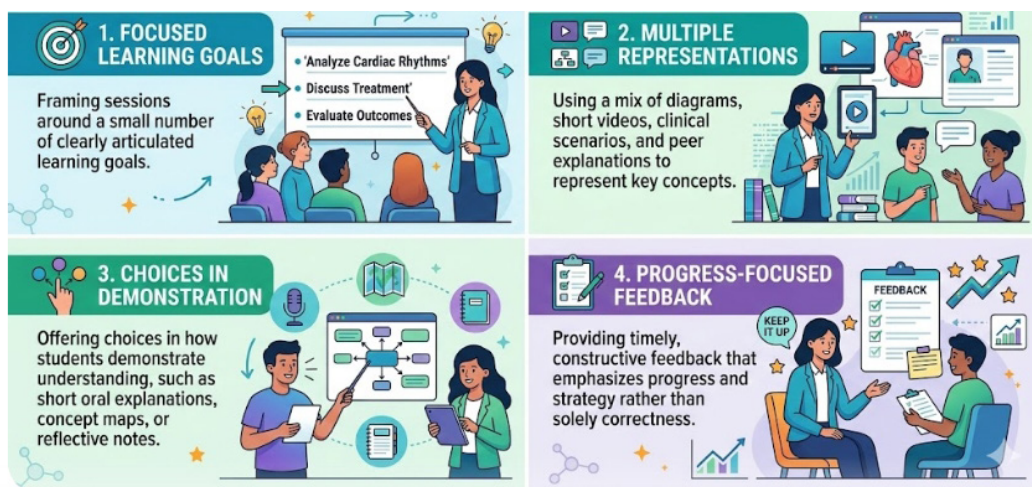 1. FOCUSED
LEARNING GOALS
Framing sessions
around a small number
of clearly articulated
learning goals.
• 'Analyze Cardiac Rhythms'
• Discuss Treatment'
• Evaluate Outcomes
2. MULTIPLE
REPRESENTATIONS
Using a mix of diagrams,
short videos, clinical
scenarios, and peer
explanations to
represent key concepts.
3. CHOICES IN
DEMONSTRATION
Offering choices in how
students demonstrate
understanding, such as
short oral explanations,
concept maps, or
reflective notes.
4. PROGRESS-FOCUSED
FEEDBACK
Providing timely,
constructive feedback that
emphasizes progress and
strategy rather than
solely correctness.
KEEP
IT UP
FEEDBACK